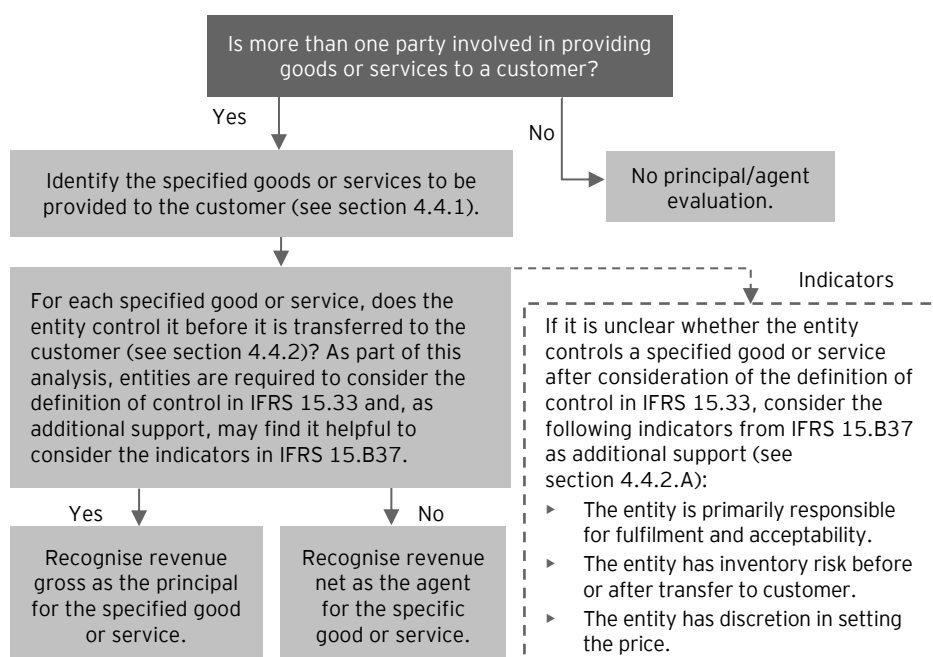 Is more than one party involved in providing
goods or services to a customer?
Yes
No
Identify the specified goods or services to be
provided to the customer (see section 4.4.1).
No principal/agent
evaluation.
For each specified good or service, does the
entity control it before it is transferred to the
customer (see section 4.4.2)? As part of this
analysis, entities are required to consider the
definition of control in IFRS 15.33 and, as
additional support, may find it helpful to
consider the indicators in IFRS 15.B37.
Indicators
If it is unclear whether the entity
controls a specified good or service
after consideration of the definition of
control in IFRS 15.33, consider the
following indicators from IFRS 15.B37
as additional support (see
section 4.4.2.A):
▸ The entity is primarily responsible
for fulfilment and acceptability.
▸ The entity has inventory risk before
or after transfer to customer.
▸ The entity has discretion in setting
the price.
Yes
No
Recognise revenue
gross as the principal
for the specified good
or service.
Recognise revenue
net as the agent
for the specific
good or service.